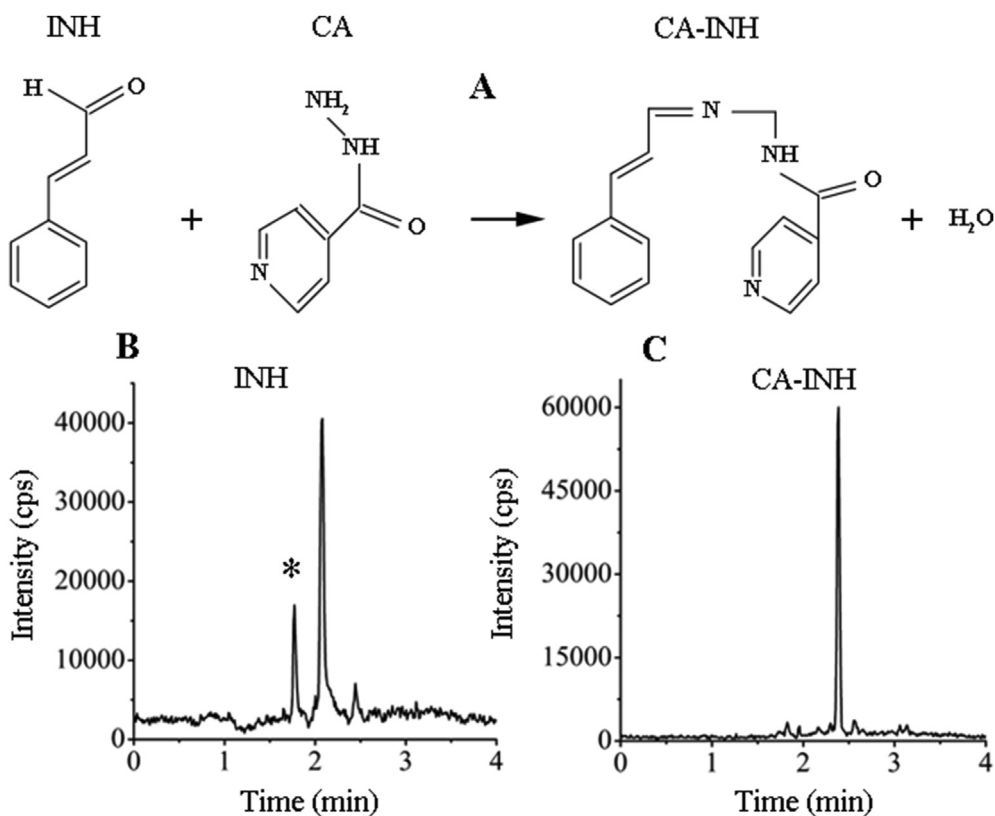 INH CA CA-INH
A
H O
NH₂
NH
O
N
+
N
NH
O
N
+ H₂O
B
INH
Intensity (cps)
40000
30000
20000
10000
0
*
0 1 2 3 4
Time (min)
C
CA-INH
Intensity (cps)
60000
45000
30000
15000
0
0 1 2 3 4
Time (min)